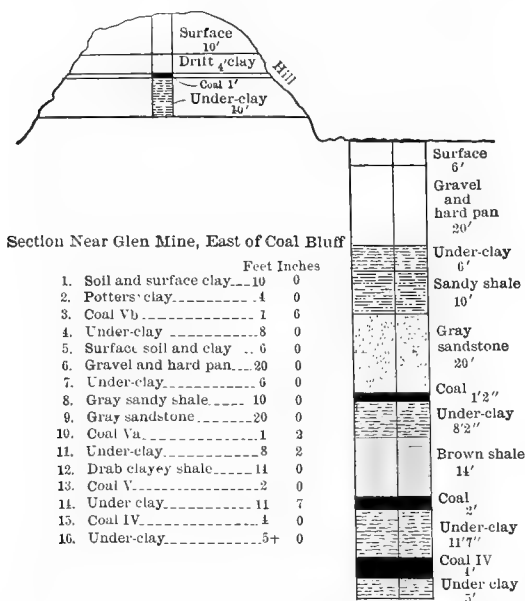 Surface
10'
Drift 4' clay
Hill
Coal 1'
Under-clay
10'
Surface
6'
Gravel
and
hard pan
20'
Under-clay
6'
Sandy shale
10'
Gray
sandstone
20'
Coal 1'2"
Under-clay
8'2"
Brown shale
14'
Coal
2'
Under-clay
11'7"
Coal IV
4'
Under clay
5'
Section Near Glen Mine, East of Coal Bluff
Feet Inches
1. Soil and surface clay 10 0
2. Potters' clay 4 0
3. Coal Vb 1 6
4. Under-clay 8 0
5. Surface soil and clay 6 0
6. Gravel and hard pan 20 0
7. Under-clay 6 0
8. Gray sandy shale 10 0
9. Gray sandstone 20 0
10. Coal Va 1 2
11. Under-clay 8 2
12. Drab clayey shale 14 0
13. Coal V 2 0
14. Under clay 11 7
15. Coal IV 4 0
16. Under-clay 5+ 0